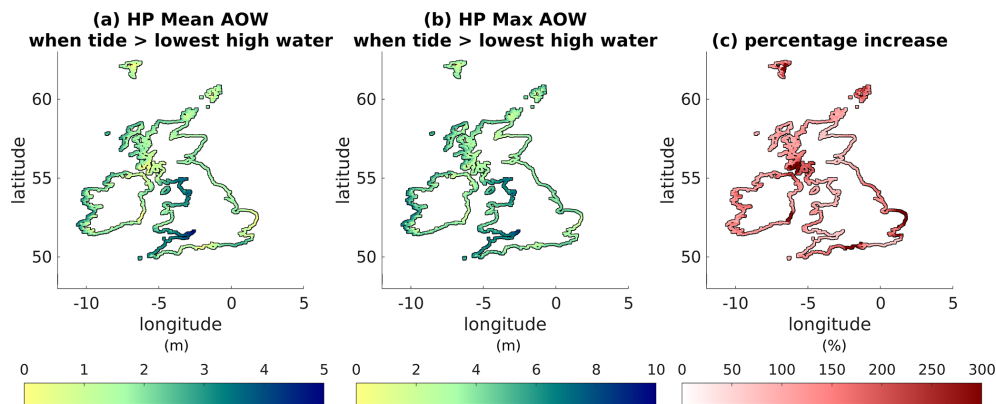 (a) HP Mean AOW
when tide > lowest high water
(b) HP Max AOW
when tide > lowest high water
(c) percentage increase
latitude
60
55
50
-10 -5 0 5
longitude
(m)
0 1 2 3 4 5
latitude
60
55
50
-10 -5 0 5
longitude
(m)
0 2 4 6 8 10
latitude
60
55
50
-10 -5 0 5
longitude
(%)
0 50 100 150 200 250 300